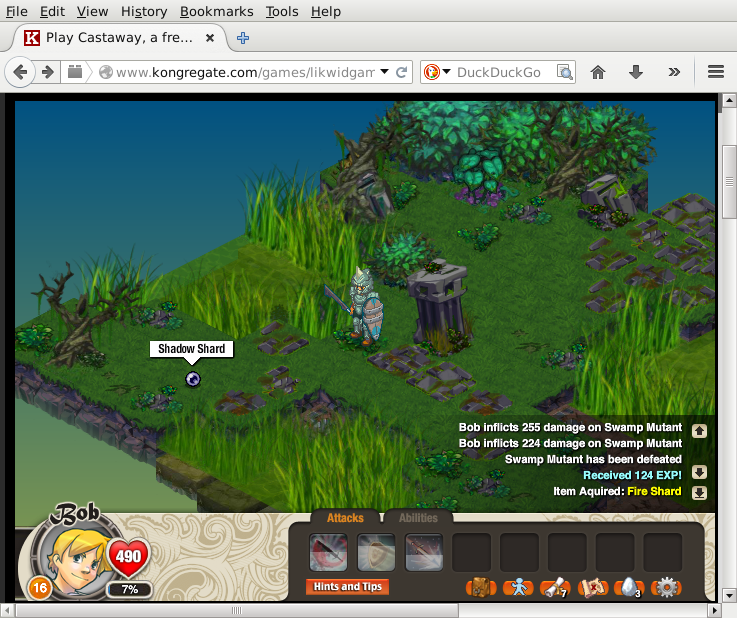 File Edit View History Bookmarks Tools Help
Play Castaway, a fre...
www.kongregate.com/games/likwidgam
DuckDuckGo
Shadow Shard
Bob inflicts 255 damage on Swamp Mutant
Bob inflicts 224 damage on Swamp Mutant
Swamp Mutant has been defeated
Received 124 EXP!
Item Aquired: Fire Shard
Bob
490
16
7%
Attacks
Abilities
Hints and Tips
7
3